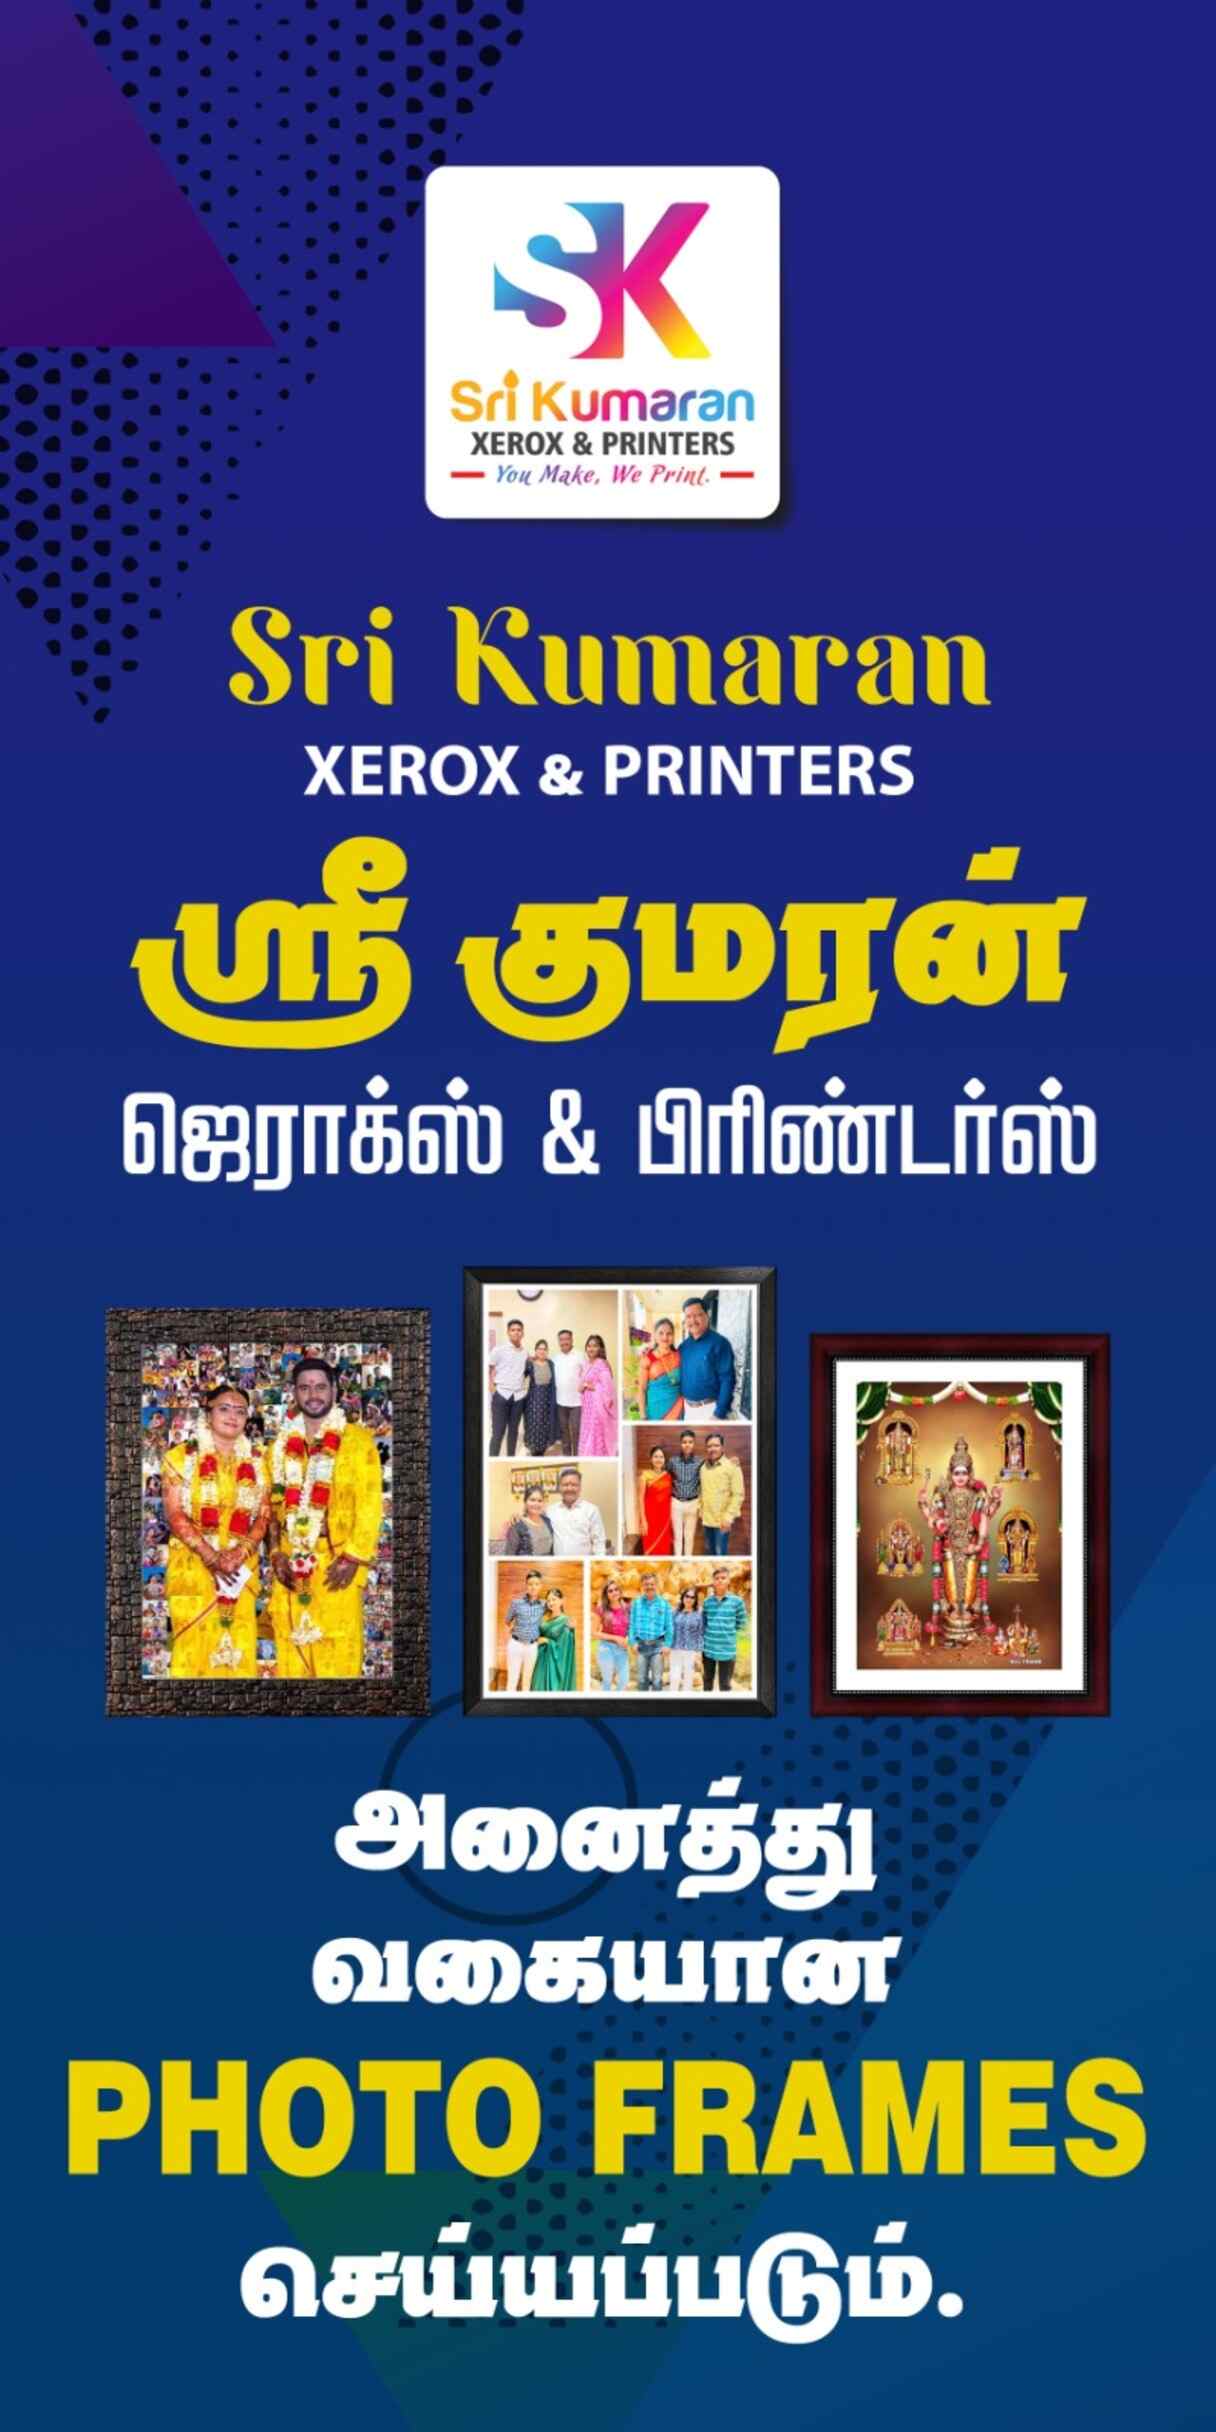 SK
Sri Kumaran
XEROX & PRINTERS
You Make, We Print.
Sri Kumaran
XEROX & PRINTERS
ஸ்ரீ குமரன்
ஜெராக்ஸ் & பிரிண்டர்ஸ்
அனைத்து
வகையான
PHOTO FRAMES
செய்யப்படும்.